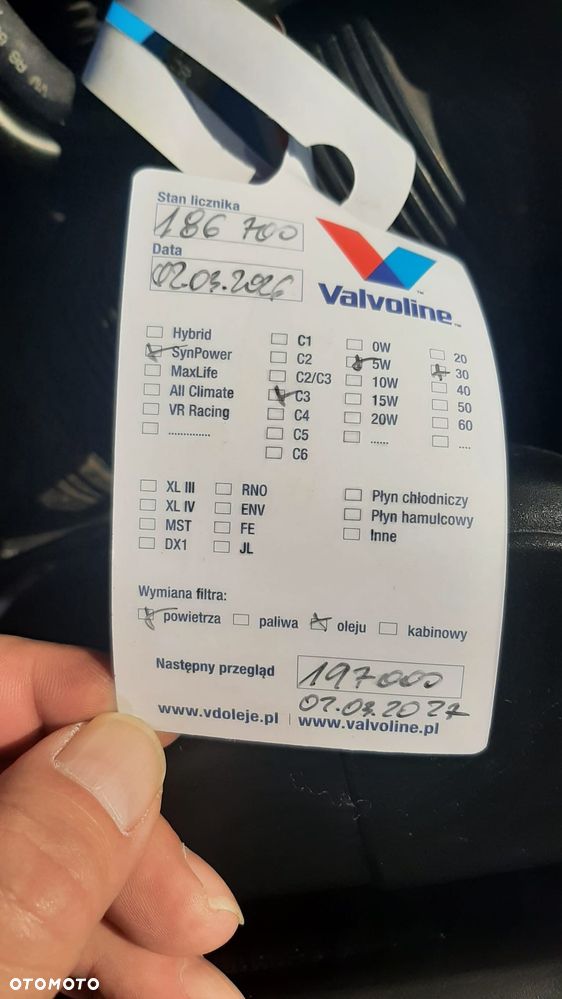 Stan licznika
186 700
Data
02.03.2026
Valvoline™
Hybrid
SynPower
MaxLife
All Climate
VR Racing
..............
C1
C2
C2/C3
C3
C4
C5
C6
0W
5W
10W
15W
20W
......
20
30
40
50
60
....
XL III
XL IV
MST
DX1
RNO
ENV
FE
JL
Płyn chłodniczy
Płyn hamulcowy
Inne
Wymiana filtra:
powietrza paliwa oleju kabinowy
Następny przegląd
197000
02.03.2027
www.vdoleje.pl | www.valvoline.pl
OTOMOTO